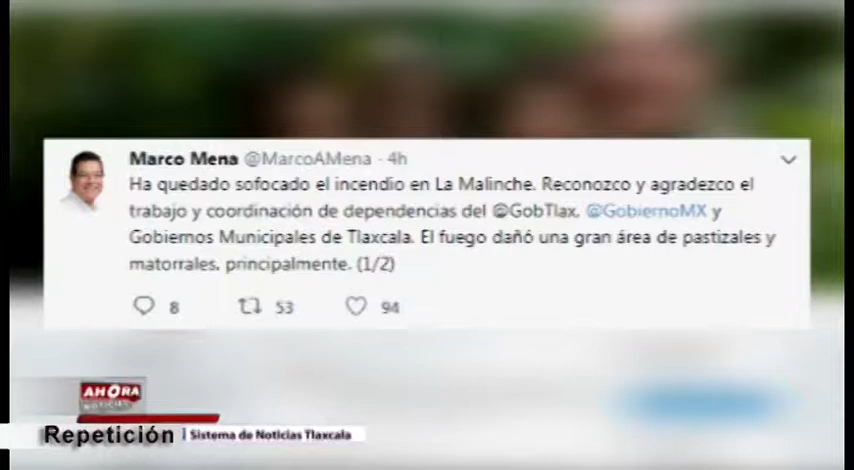 Marco Mena @MarcoAMena · 4h
Ha quedado sofocado el incendio en La Malinche. Reconozco y agradezco el
trabajo y coordinación de dependencias del @GobTlax, @GobiernoMX y
Gobiernos Municipales de Tlaxcala. El fuego dañó una gran área de pastizales y
matorrales, principalmente. (1/2)
8 53 94
AHORA
NOTICIAS
Repetición Sistema de Noticias Tlaxcala